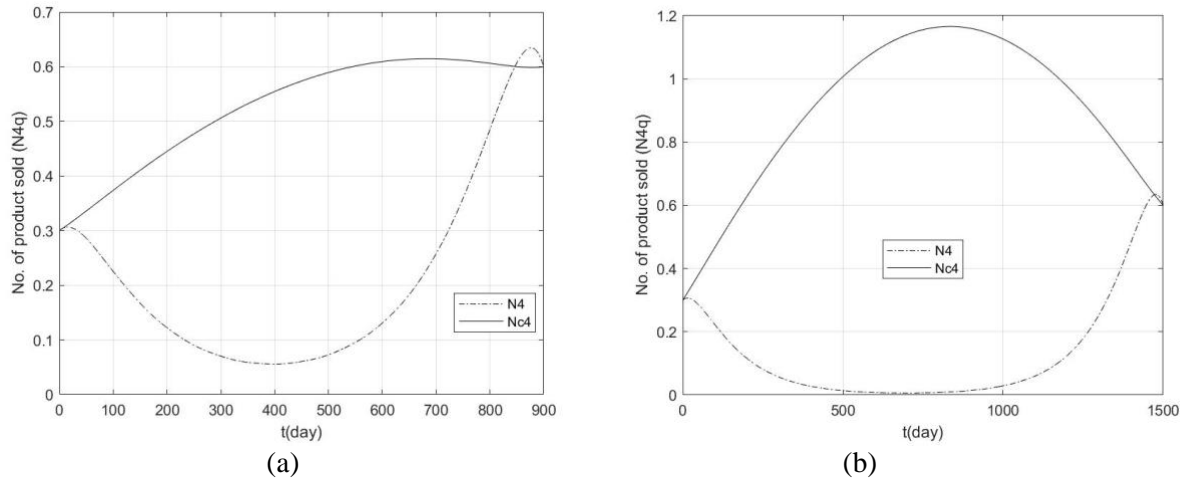 0.7
0.6
0.5
0.4
0.3
0.2
0.1
0
No. of product sold (N4q)
N4
Nc4
0 100 200 300 400 500 600 700 800 900
t(day)
(a)
1.2
1
0.8
0.6
0.4
0.2
0
No. of product sold (N4q)
N4
Nc4
0 500 1000 1500
t(day)
(b)